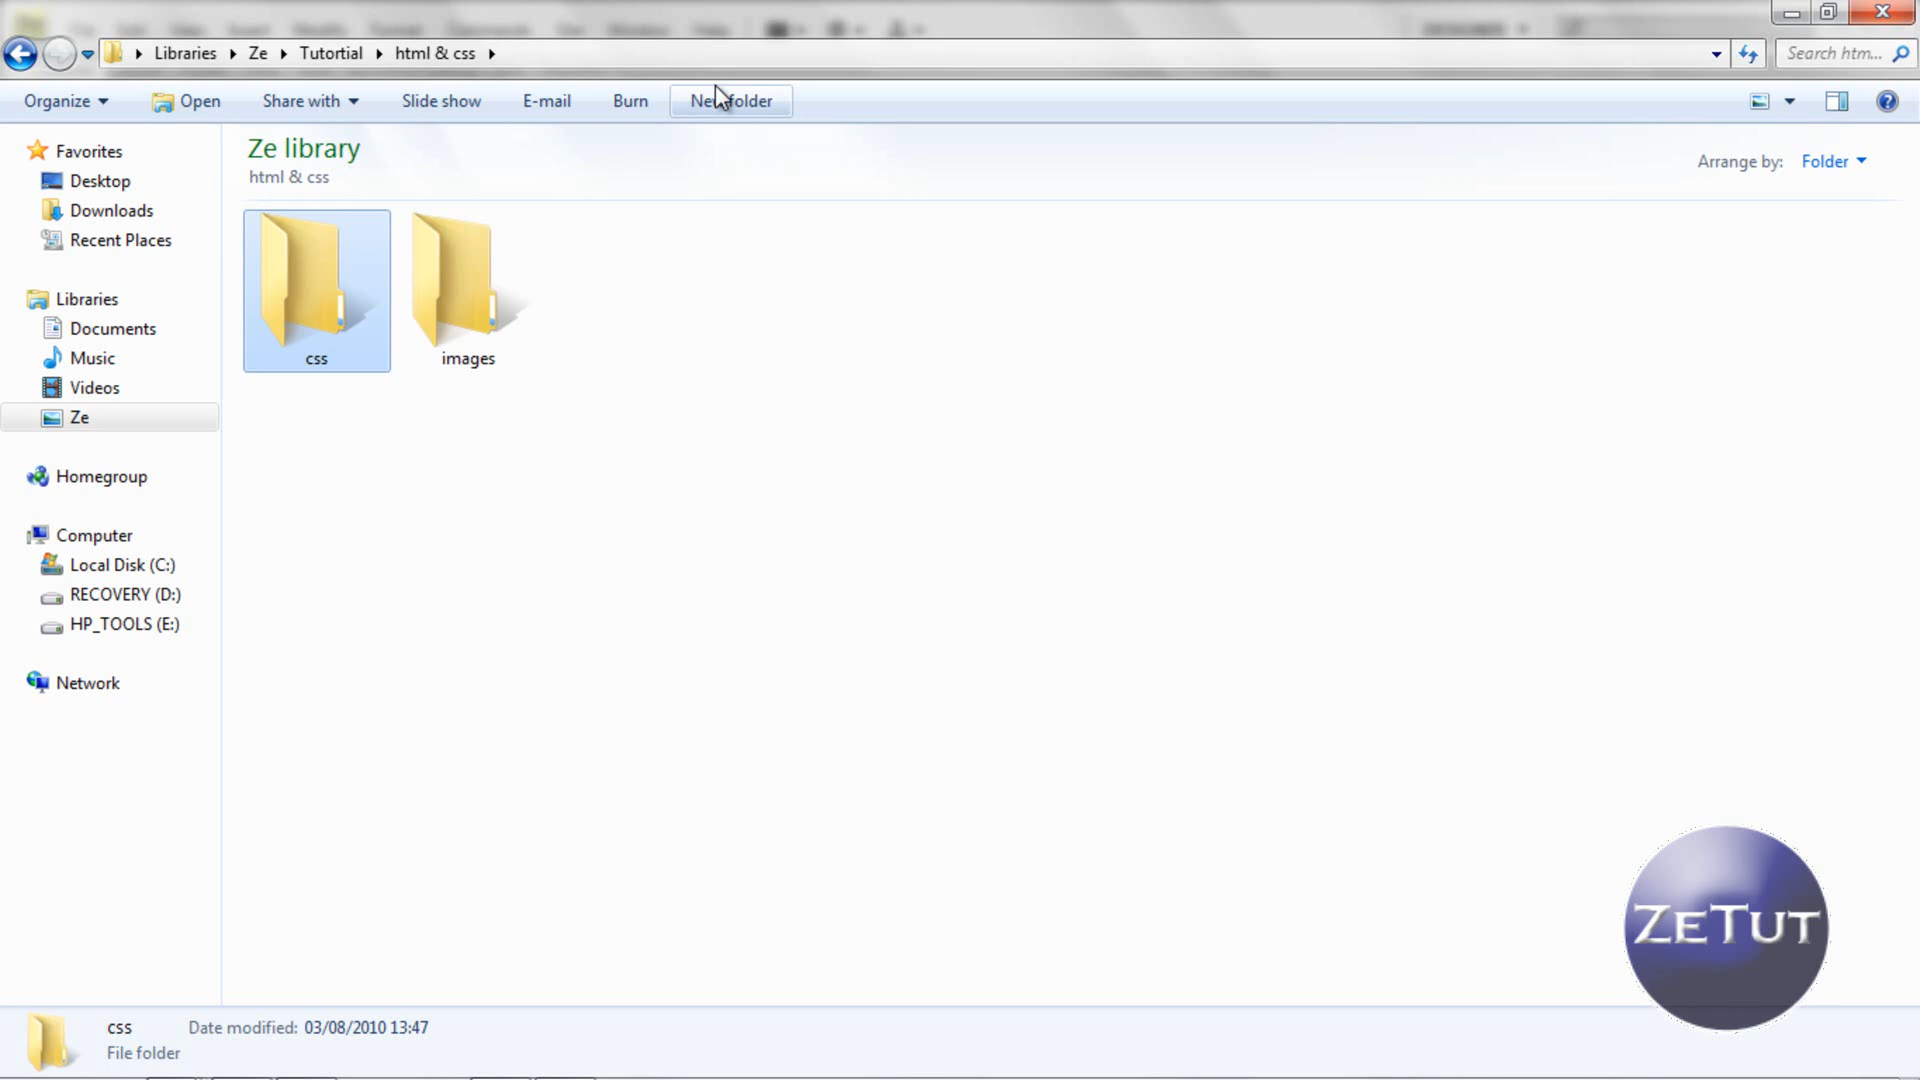 Libraries Ze Tutortial html & css
Search htm...
Organize Open Share with Slide show E-mail Burn New folder
Favorites
Desktop
Downloads
Recent Places
Libraries
Documents
Music
Videos
Ze
Homegroup
Computer
Local Disk (C:)
RECOVERY (D:)
HP_TOOLS (E:)
Network
Ze library
html & css
Arrange by: Folder
css
images
ZeTut
css Date modified: 03/08/2010 13:47
File folder